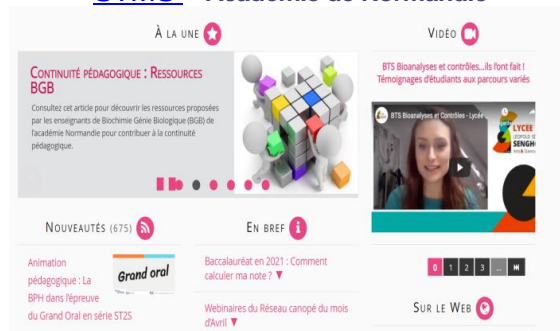 Académie de Normandie
À LA UNE
CONTINUITÉ PÉDAGOGIQUE : RESSOURCES
BGB
Consultez cet article pour découvrir les ressources proposées
par les enseignants de Biochimie Génie Biologique (BGB) de
l'académie Normandie pour contribuer à la continuité
pédagogique.
NOUVEAUTÉS (675)
Animation
pédagogique : La
BPH dans l'épreuve
du Grand Oral en série ST2S
Grand oral
EN BREF
Baccalauréat en 2021 : Comment
calculer ma note ? ▼
Webinaires du Réseau canopé du mois
d'Avril ▼
VIDÉO
BTS Bioanalyses et contrôles...ils l'ont fait !
Témoignages d'étudiants aux parcours variés
BTS Bioanalyses et Contrôles - Lycée
LYCEE
LEOPOLD SE
SENGHO
0 1 2 3 ...
SUR LE WEB